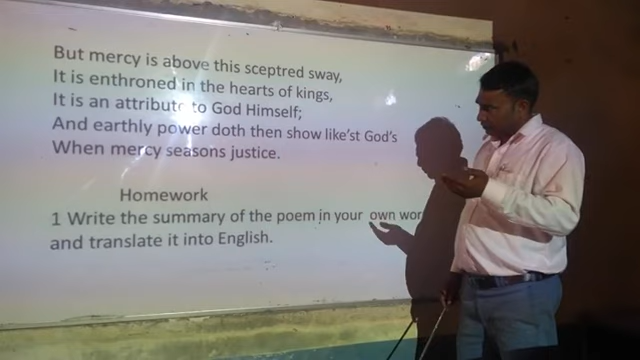 But mercy is above this sceptred sway,
It is enthroned in the hearts of kings,
It is an attribute to God Himself;
And earthly power doth then show like'st God's
When mercy seasons justice.
Homework
1 Write the summary of the poem in your own wor
and translate it into English.